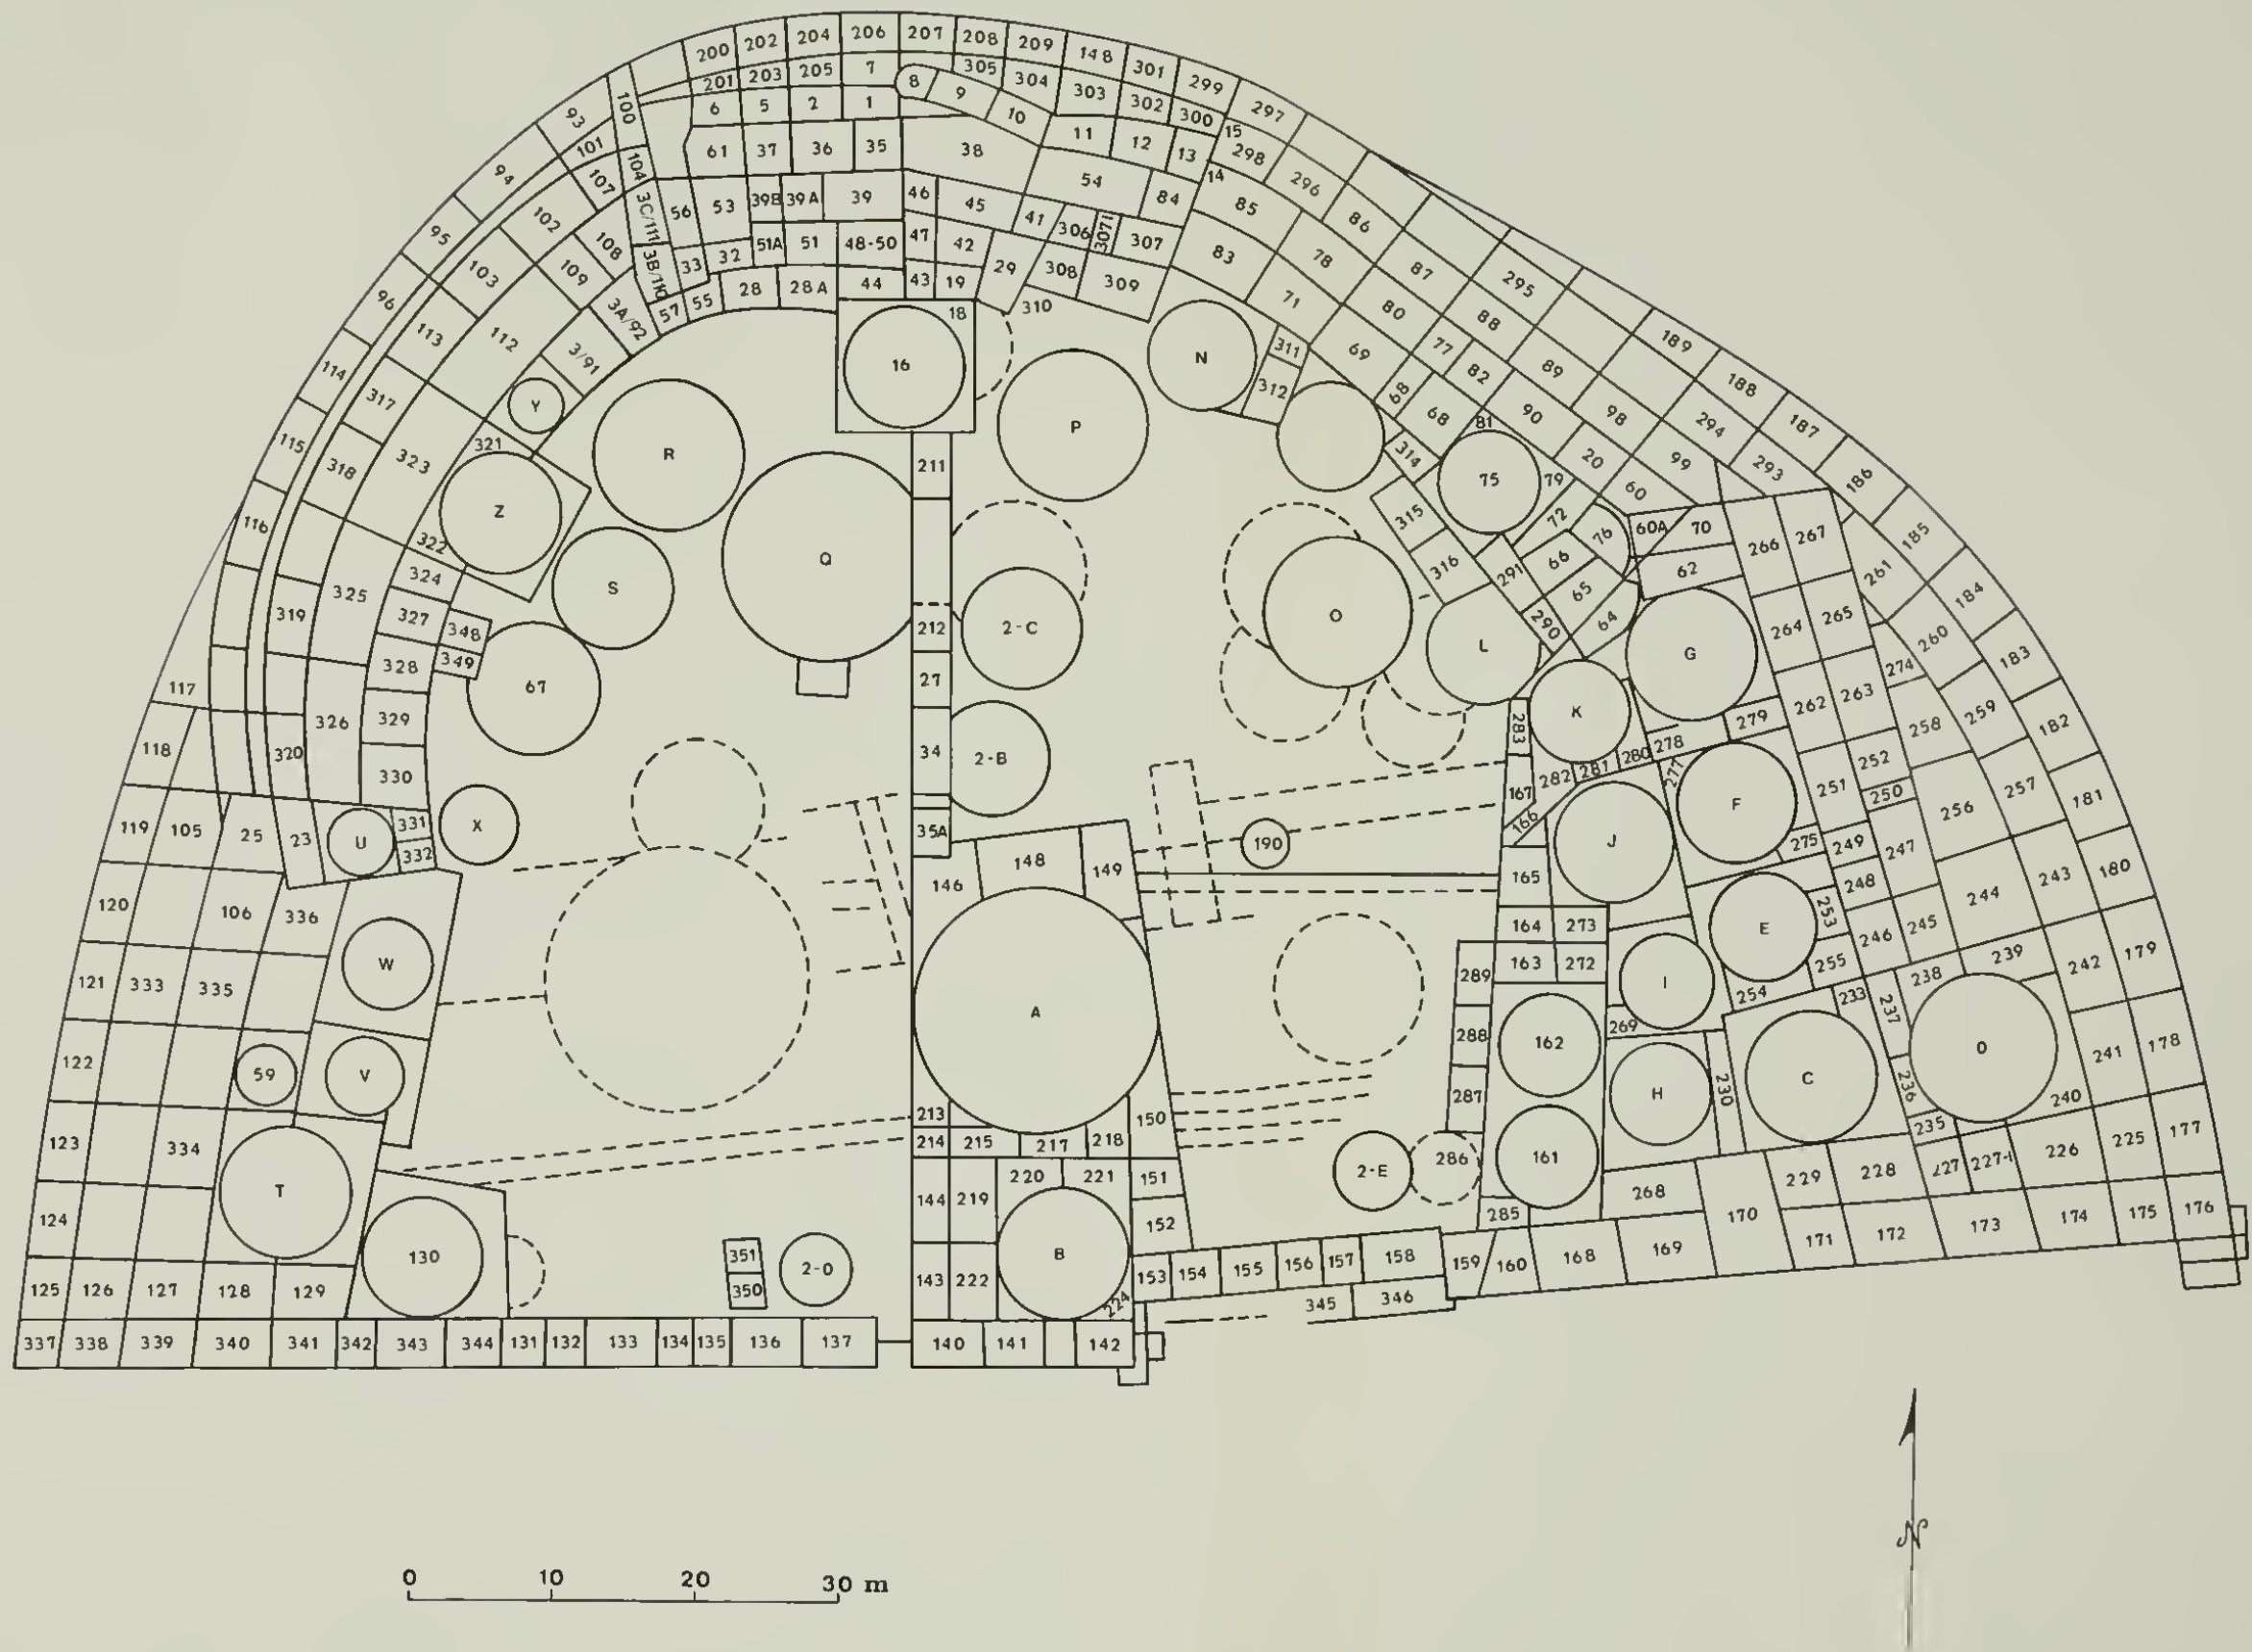 200 202 204 206 207 208 209 148 301 299 297
201 203 205 7 8 9 305 304 303 302 300 15 298 296
93 100 6 5 2 1 10 11 12 13 14
94 101 104 107 61 37 36 35 38 54 84 85 86
95 102 108 3C/111 56 53 39B 39A 39 46 45 41 306 307I 307 83 78 87 295
96 103 109 3B/110 33 32 51A 51 48-50 47 42 29 308 309 71 80 88 189
113 112 3A/92 57 55 28 28A 44 43 19 18 310
114 317 3/91 Y 16 N 311 312 69 77 82 89 188
115 318 323 321 R P 68 68 81 90 98 294 187
116 322 Z 211 314 75 79 20 99 293 186
325 324 S Q 315 72 76 60 60A 70 266 267 185
319 327 348 212 2-C O 316 291 66 65 62 261 184
328 349 67 27 L 290 64 G 264 265 260 183
117 326 329 K 283 279 262 263 274 258 259 182
118 320 330 34 2-B 282 281 280 278 277 F 251 252 250 256 257 181
119 105 25 23 U 331 332 X 35A 190 167 166 J 275 249 247
120 106 336 146 148 149 165 248 244 243 180
121 333 335 W 164 273 E 253 246 245 239 242 179
163 272 I 255 254 233 237 238
122 59 V A 289 288 162 269 H 230 C 236 O 241 178
123 334 213 150 287 235 240
214 215 217 218 2-E 286 161 227-1 226 225 177
124 T 144 219 220 221 151 285 268 170 229 228
130 351 2-O B 152 171 172 173 174 175 176
125 126 127 128 129 350 143 222 224 153 154 155 156 157 158 159 160 168 169
345 346
337 338 339 340 341 342 343 344 131 132 133 134 135 136 137 140 141 142
N
0 10 20 30 m